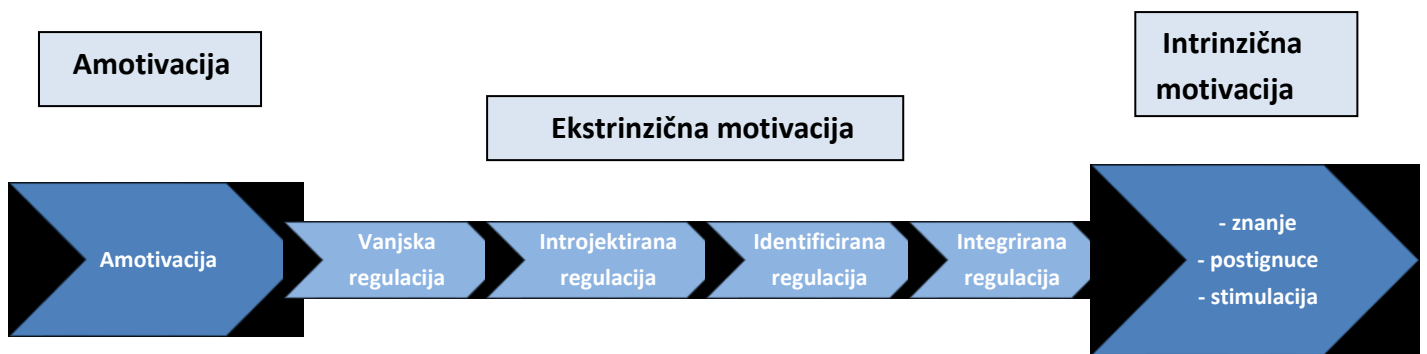 Amotivacija
Ekstrinzična motivacija
Intrinzična
motivacija
Amotivacija
Vanjska
regulacija
Introjektirana
regulacija
Identificirana
regulacija
Integrirana
regulacija
- znanje
- postignuce
- stimulacija